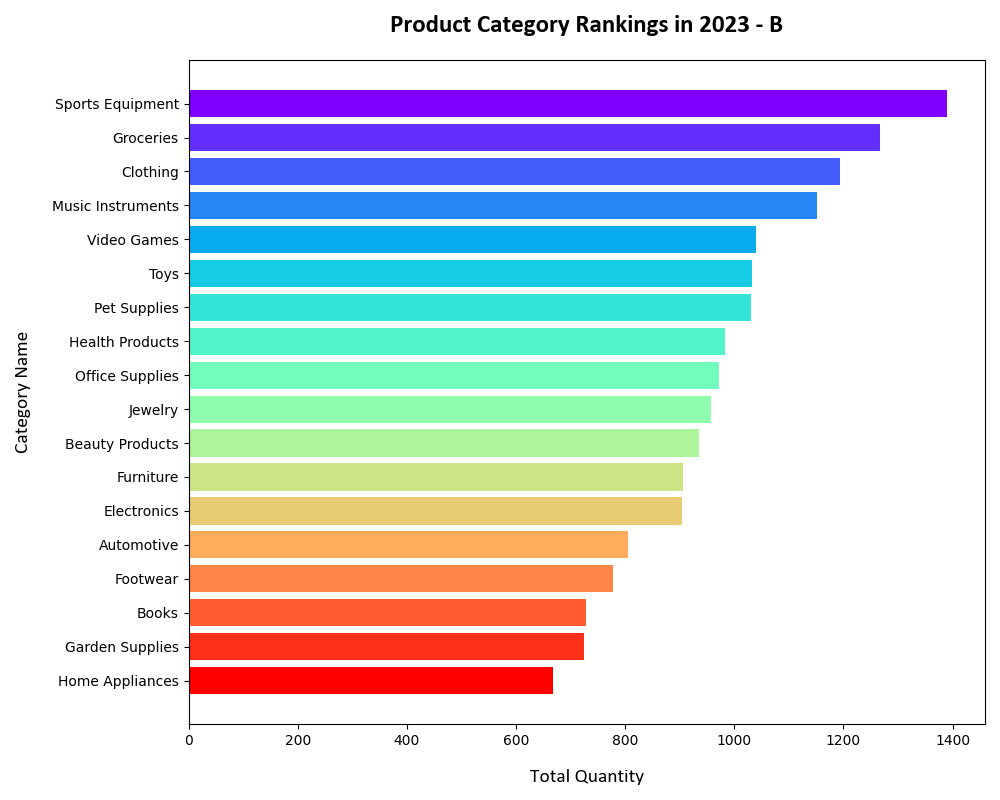 Product Category Rankings in 2023 - B
Category Name
Sports Equipment
Groceries
Clothing
Music Instruments
Video Games
Toys
Pet Supplies
Health Products
Office Supplies
Jewelry
Beauty Products
Furniture
Electronics
Automotive
Footwear
Books
Garden Supplies
Home Appliances
0 200 400 600 800 1000 1200 1400
Total Quantity